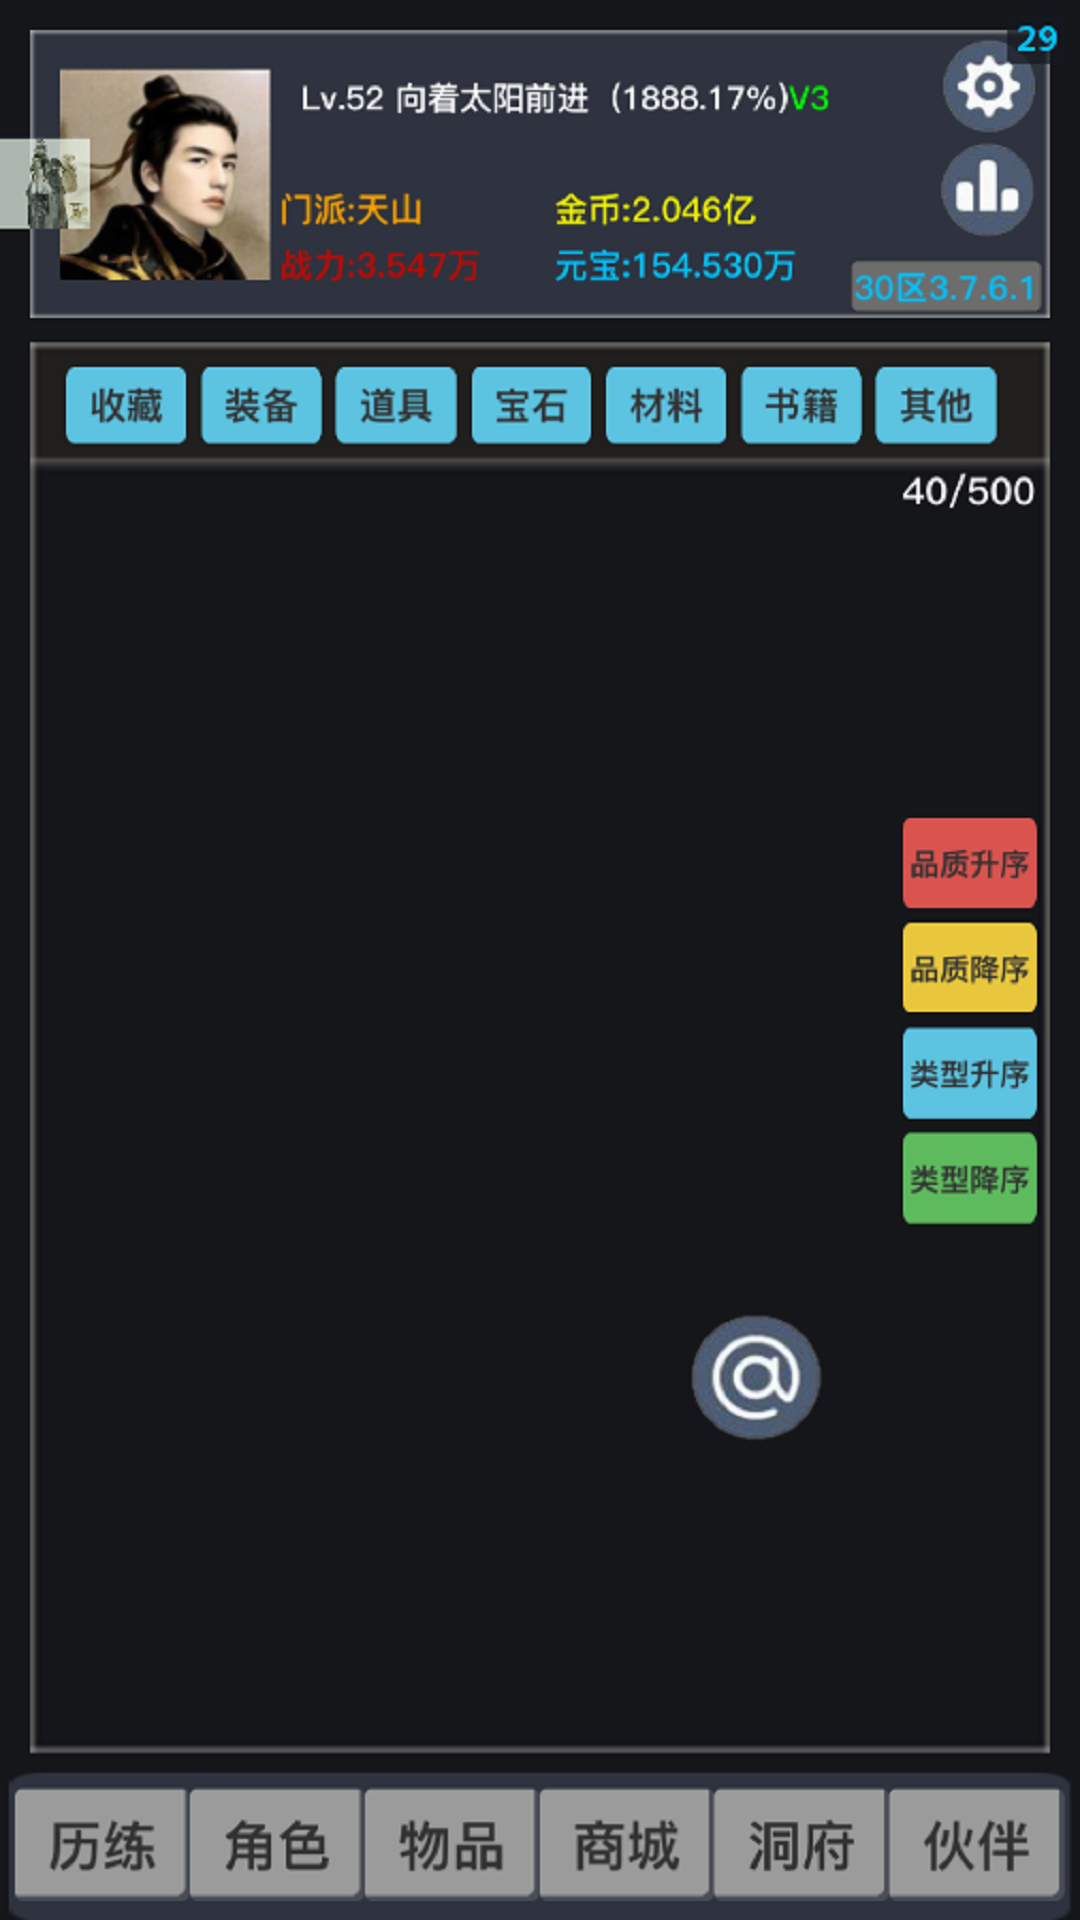 29
Lv.52 向着太阳前进 (1888.17%)V3
门派:天山 金币:2.046亿
战力:3.547万 元宝:154.530万
30区3.7.6.1
收藏 装备 道具 宝石 材料 书籍 其他
40/500
品质升序
品质降序
类型升序
类型降序
@
历练 角色 物品 商城 洞府 伙伴